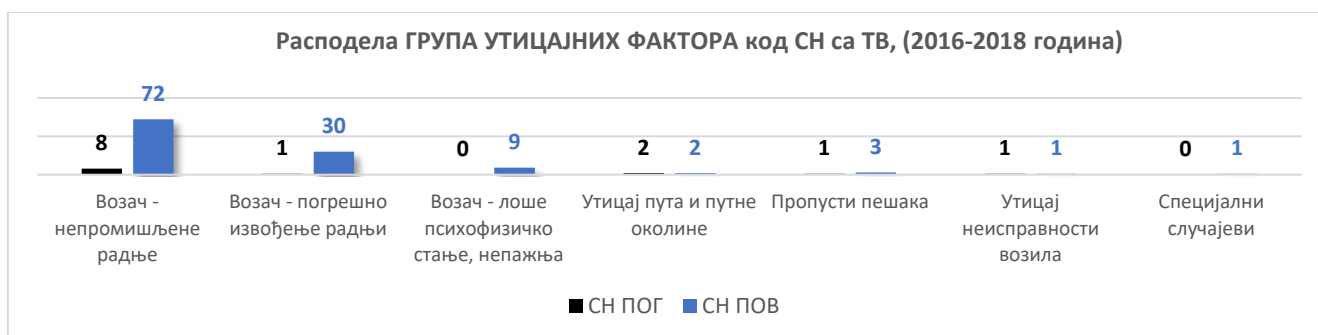 Расподела ГРУПА УТИЦАЈНИХ ФАКТОРА код СН са ТВ, (2016-2018 година)
8 72 1 30 0 9 2 2 1 3 1 1 0 1
Возач -
непромишљене
радње
Возач - погрешно
извођење радњи
Возач - лоше
психофизичко
стање, непажња
Утицај пута и путне
околине
Пропусти пешака
Утицај
неисправности
возила
Специјални
случајеви
СН ПОГ СН ПОВ